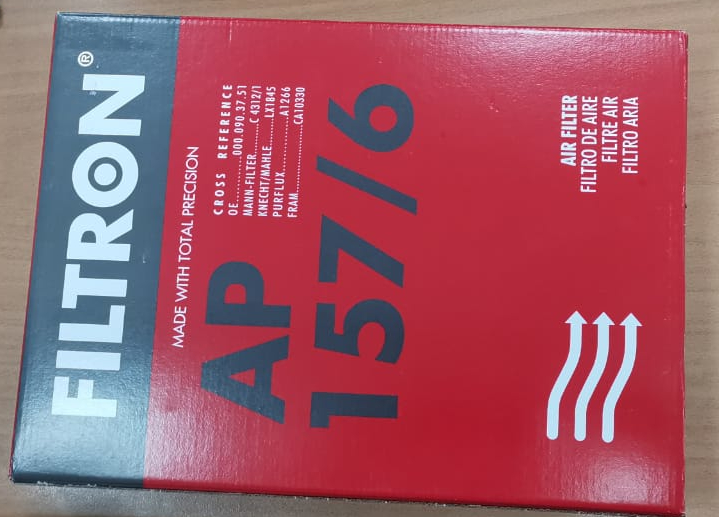 FILTRON®
MADE WITH TOTAL PRECISION
AP
157/6
CROSS REFERENCE
OE............000.090.37.51
MANN-FILTER........C 4312/1
KNECHT/MAHLE........LX1845
PURFLUX................A1266
FRAM................CA10330
AIR FILTER
FILTRO DE AIRE
FILTRE AIR
FILTRO ARIA